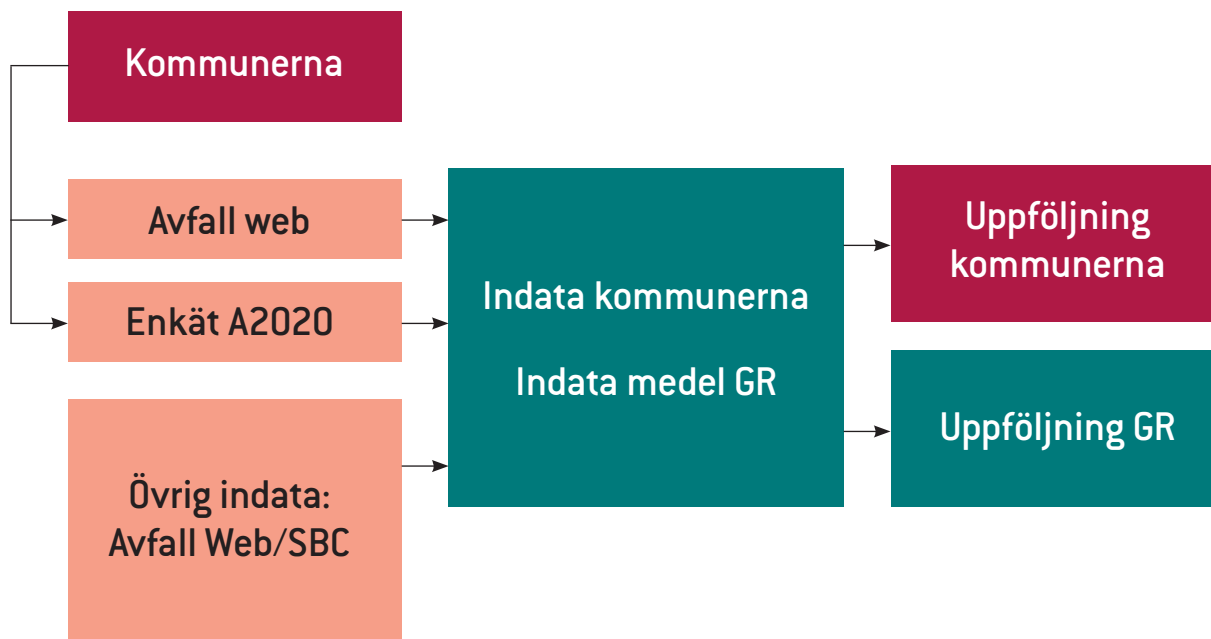 Kommunerna
Avfall web
Enkät A2020
Övrig indata:
Avfall Web/SBC
Indata kommunerna
Indata medel GR
Uppföljning
kommunerna
Uppföljning GR